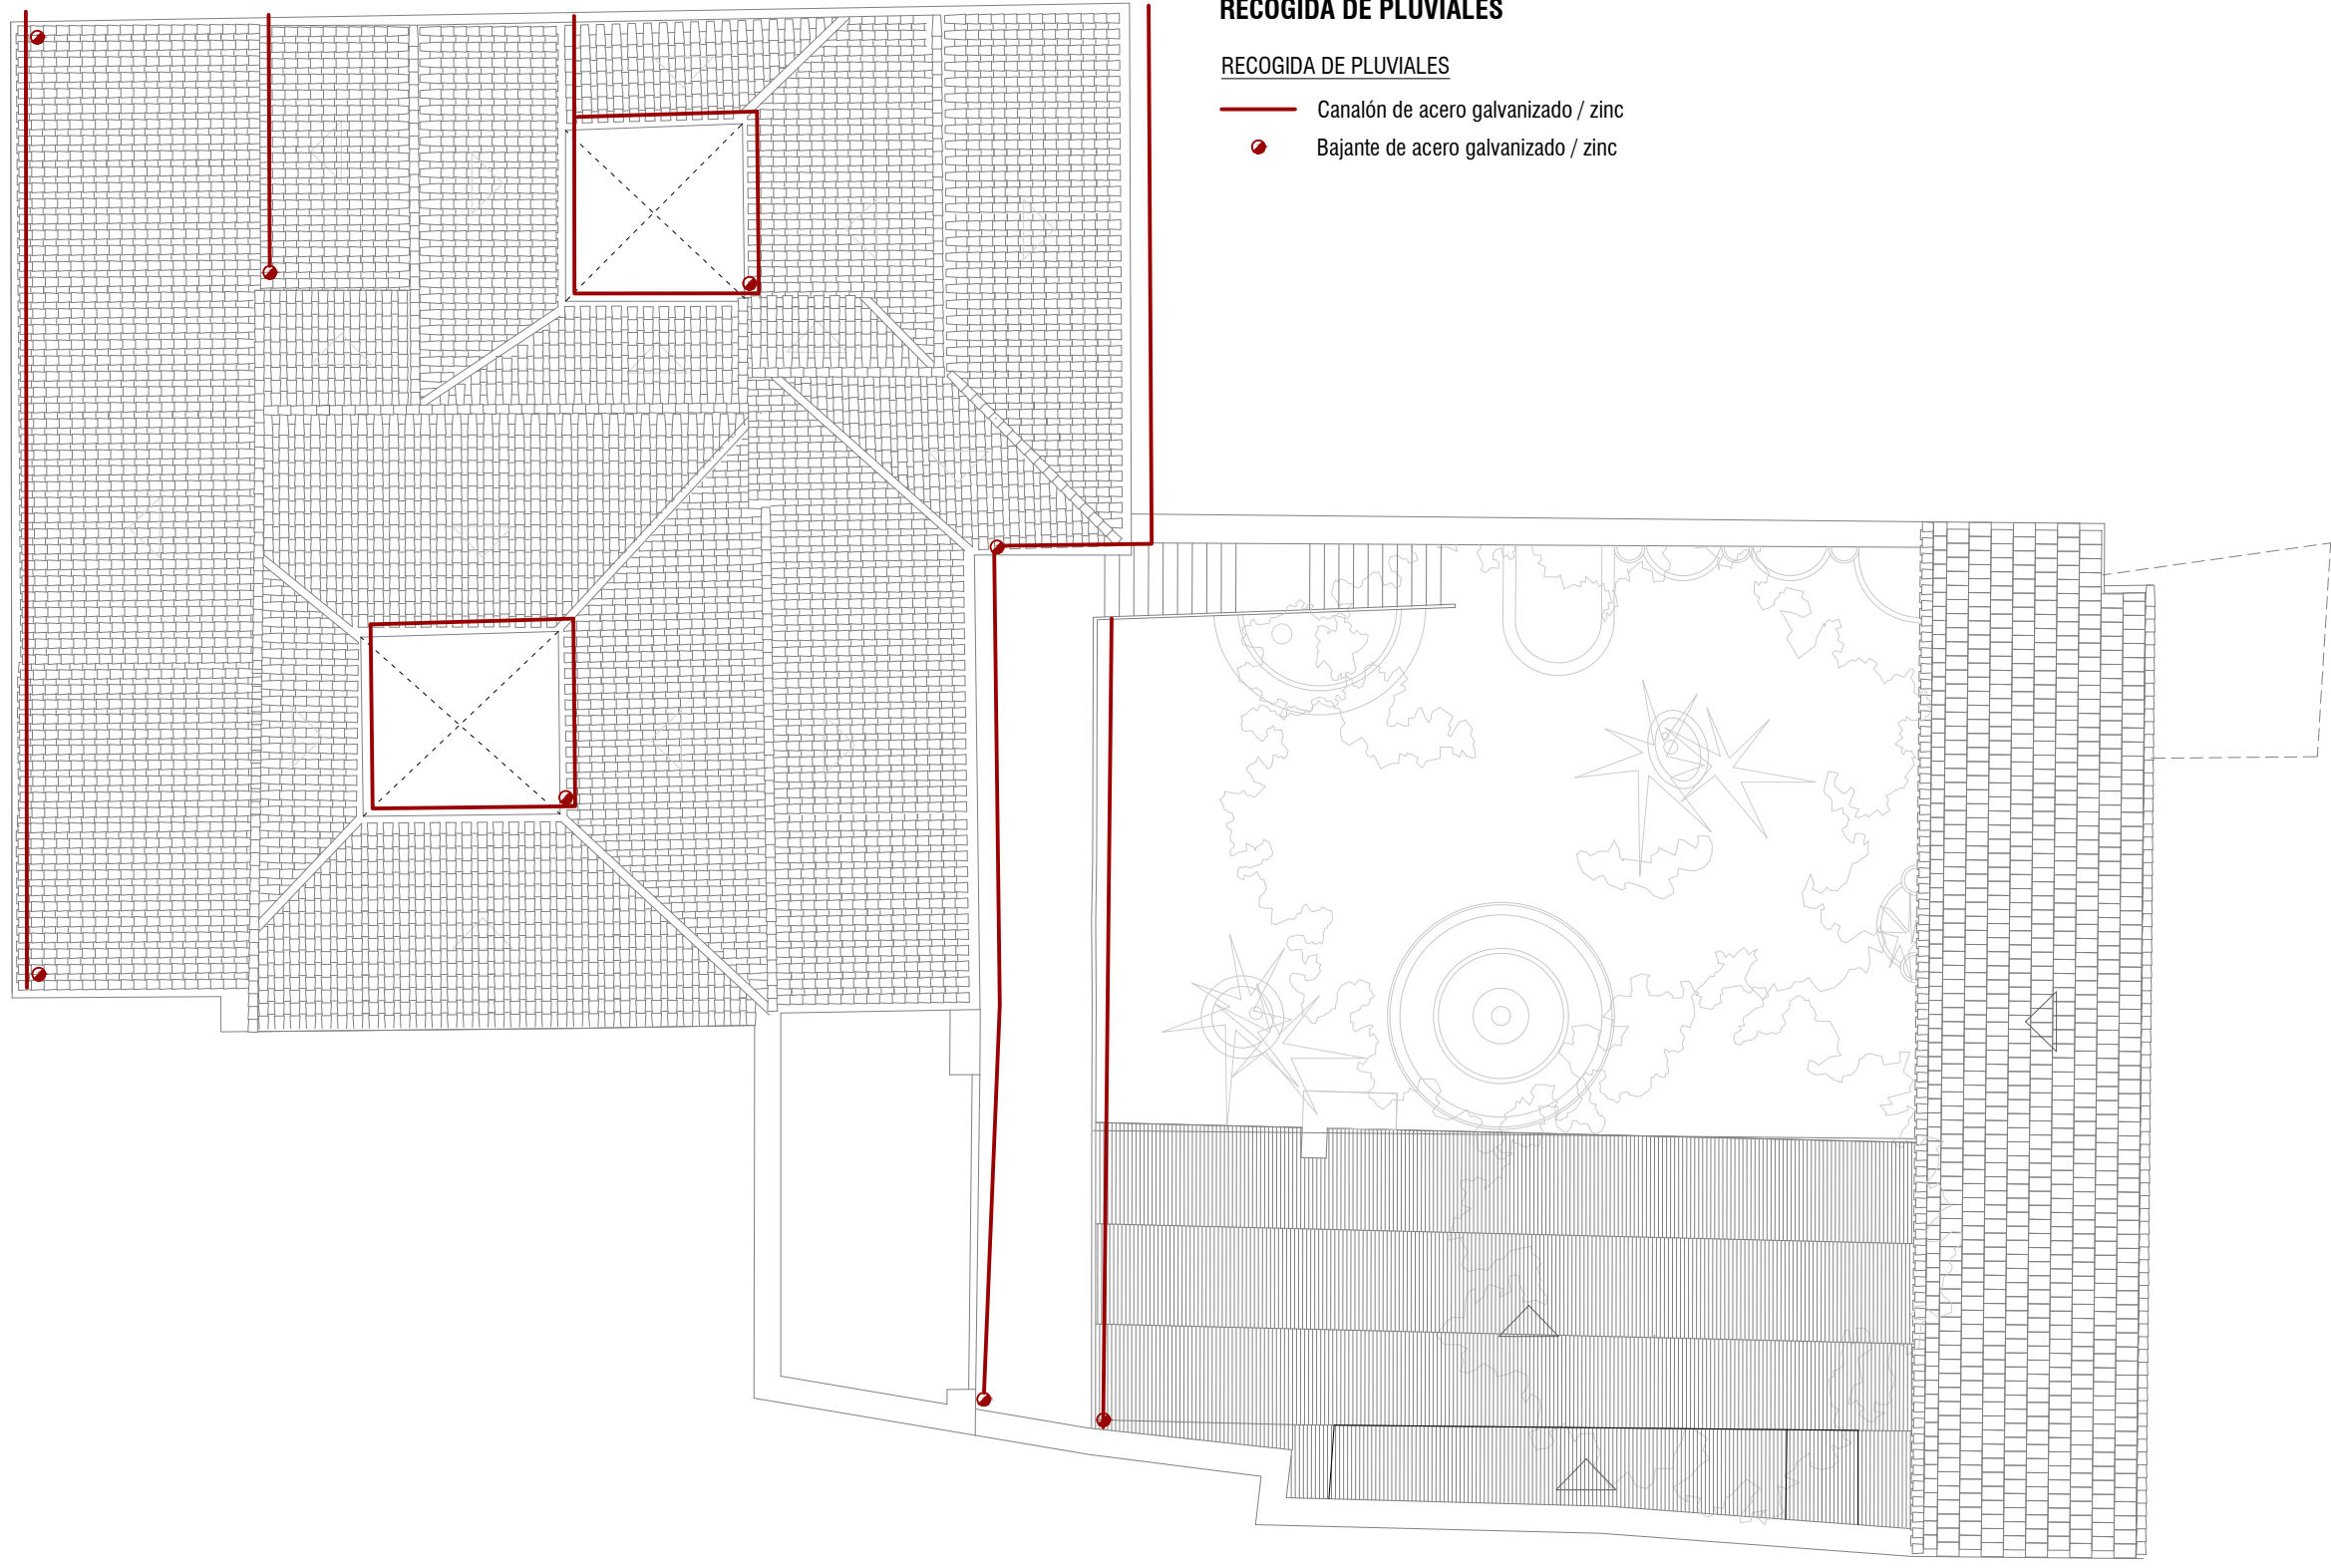 RECOGIDA DE PLUVIALES
RECOGIDA DE PLUVIALES
Canalón de acero galvanizado / zinc
Bajante de acero galvanizado / zinc